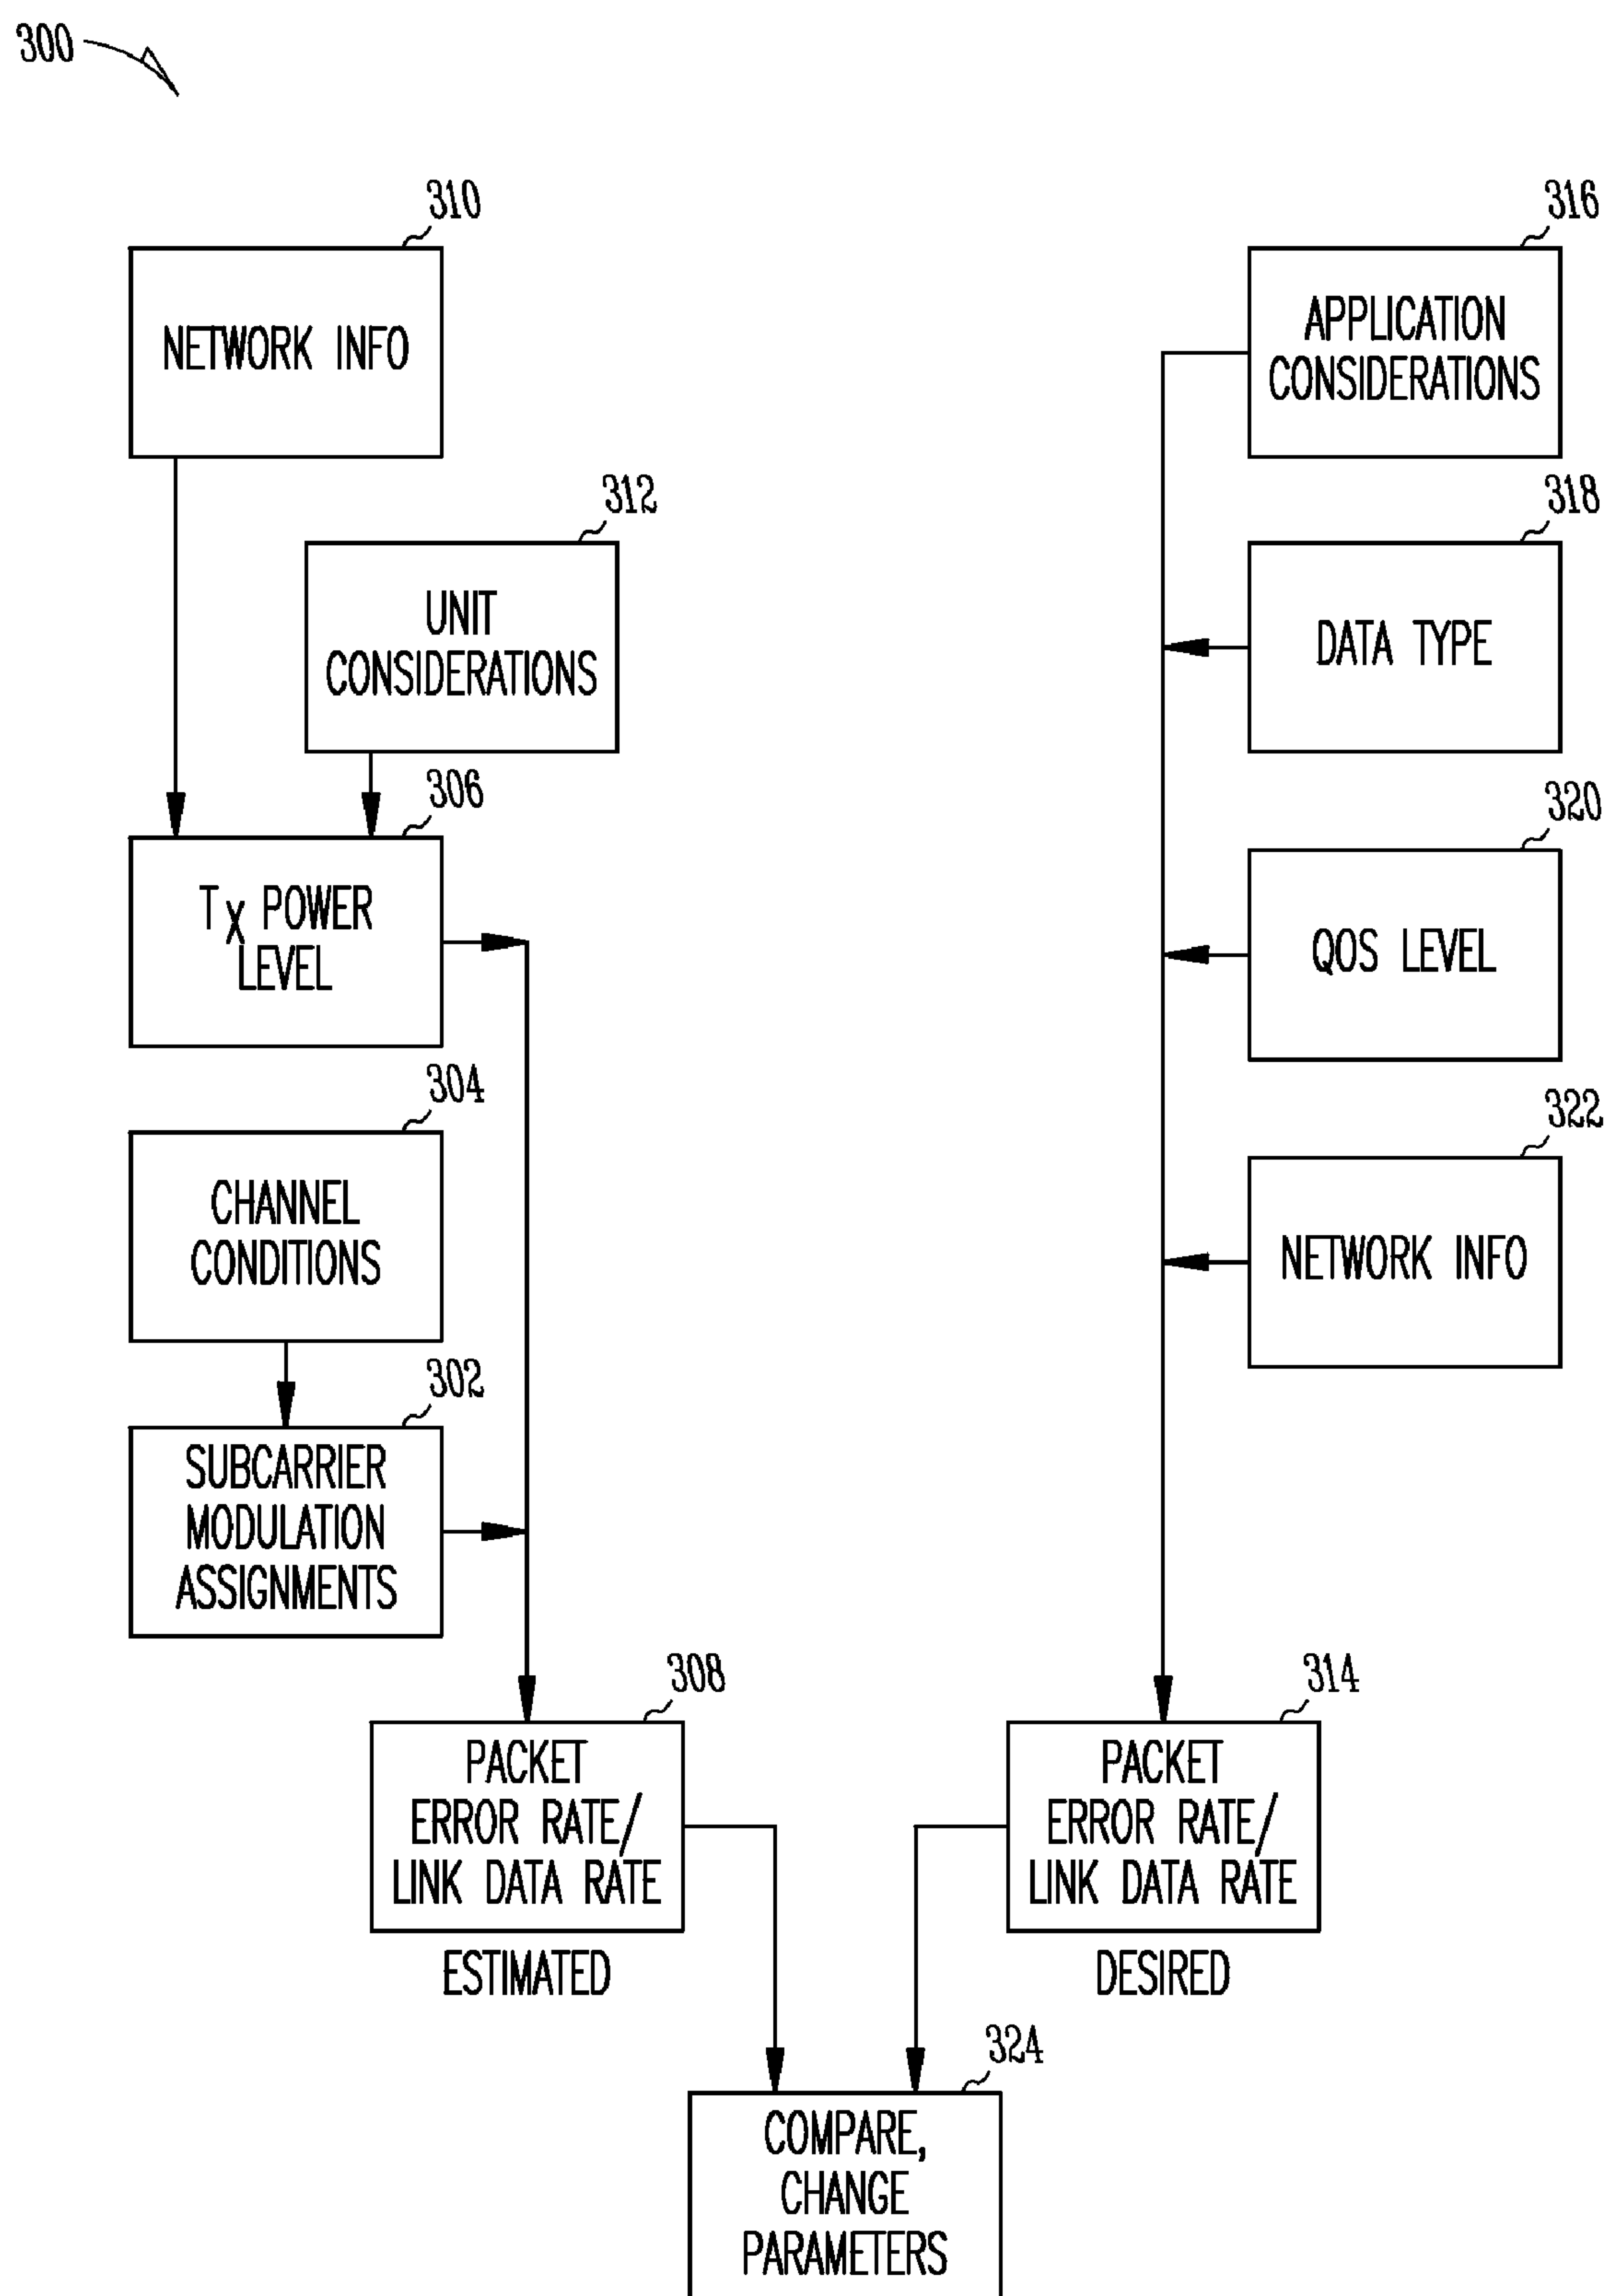 300
310
NETWORK INFO
312
UNIT
CONSIDERATIONS
306
TX POWER
LEVEL
304
CHANNEL
CONDITIONS
302
SUBCARRIER
MODULATION
ASSIGNMENTS
308
PACKET
ERROR RATE/
LINK DATA RATE
ESTIMATED
316
APPLICATION
CONSIDERATIONS
318
DATA TYPE
320
QOS LEVEL
322
NETWORK INFO
314
PACKET
ERROR RATE/
LINK DATA RATE
DESIRED
324
COMPARE,
CHANGE
PARAMETERS